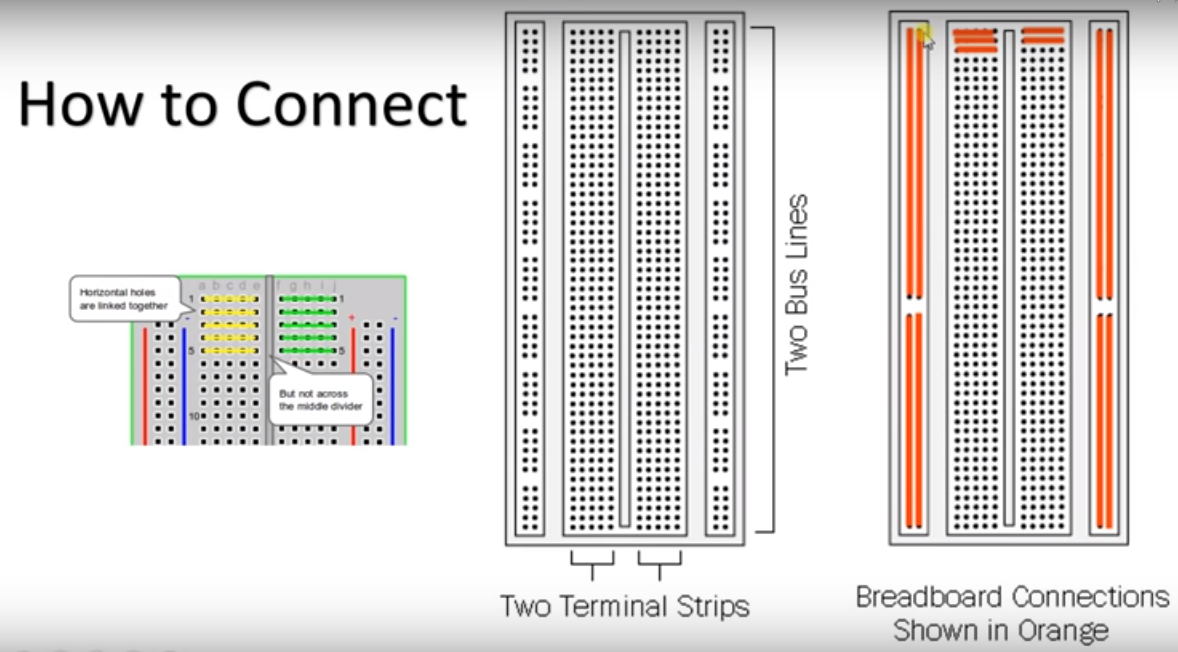 How to Connect
Horizontal holes
are linked together
a b c d e f g h i j
1 1
- + -
5 5
But not across
the middle divider
10
Two Bus Lines
Two Terminal Strips
Breadboard Connections
Shown in Orange